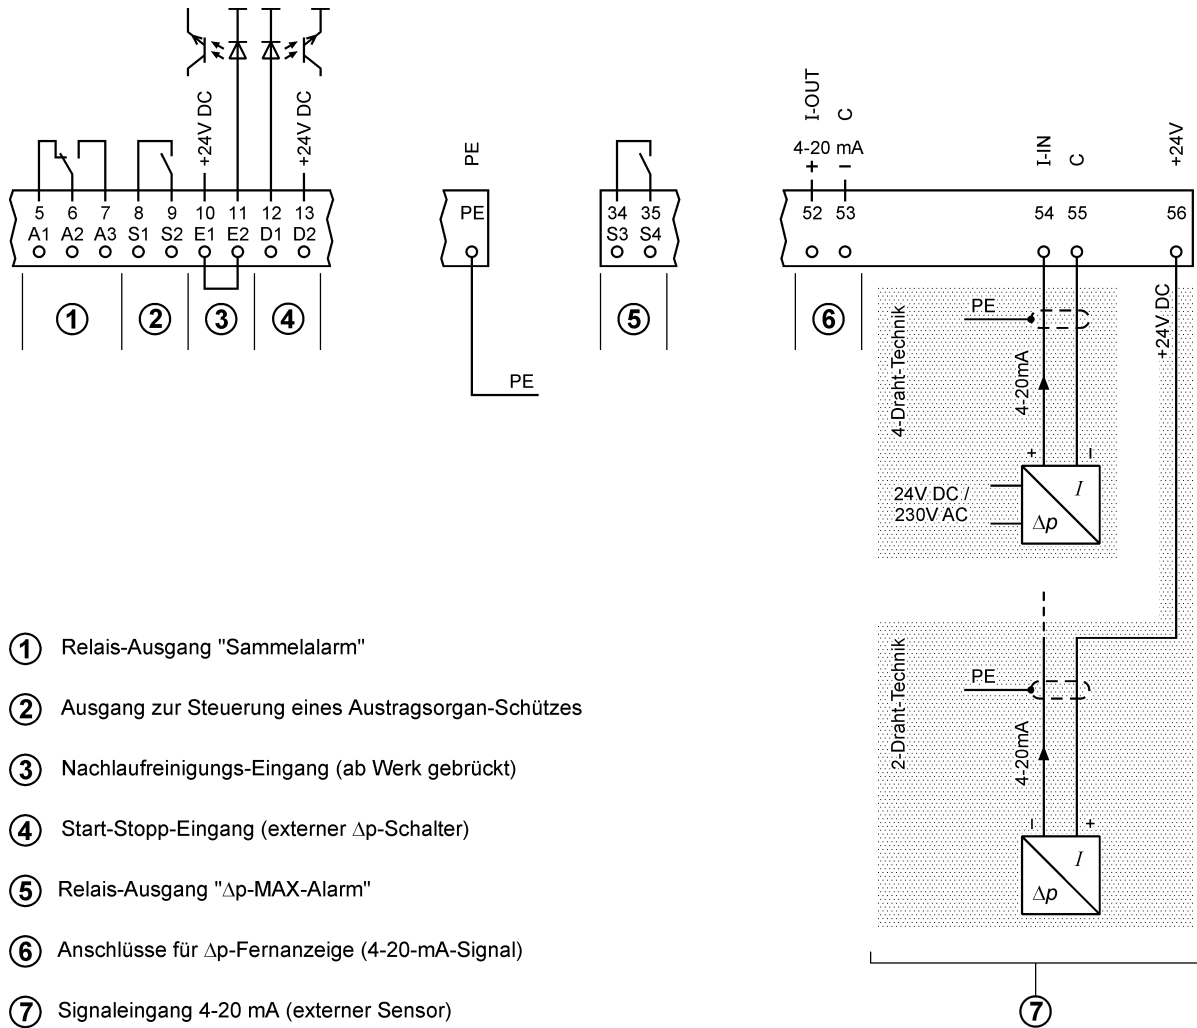 +24V DC
+24V DC
PE
I-OUT
C
4-20 mA
+ −
I-IN
C
+24V
5 6 7 8 9 10 11 12 13
A1 A2 A3 S1 S2 E1 E2 D1 D2
PE
34 35
S3 S4
52 53 54 55 56
1 2 3 4 5 6
PE
4-Draht-Technik
PE
4-20mA
+24V DC
+ −
24V DC /
230V AC
I
Δp
2-Draht-Technik
PE
4-20mA
− +
I
Δp
7
1 Relais-Ausgang "Sammelalarm"
2 Ausgang zur Steuerung eines Austragsorgan-Schützes
3 Nachlaufreinigungs-Eingang (ab Werk gebrückt)
4 Start-Stopp-Eingang (externer Δp-Schalter)
5 Relais-Ausgang "Δp-MAX-Alarm"
6 Anschlüsse für Δp-Fernanzeige (4-20-mA-Signal)
7 Signaleingang 4-20 mA (externer Sensor)